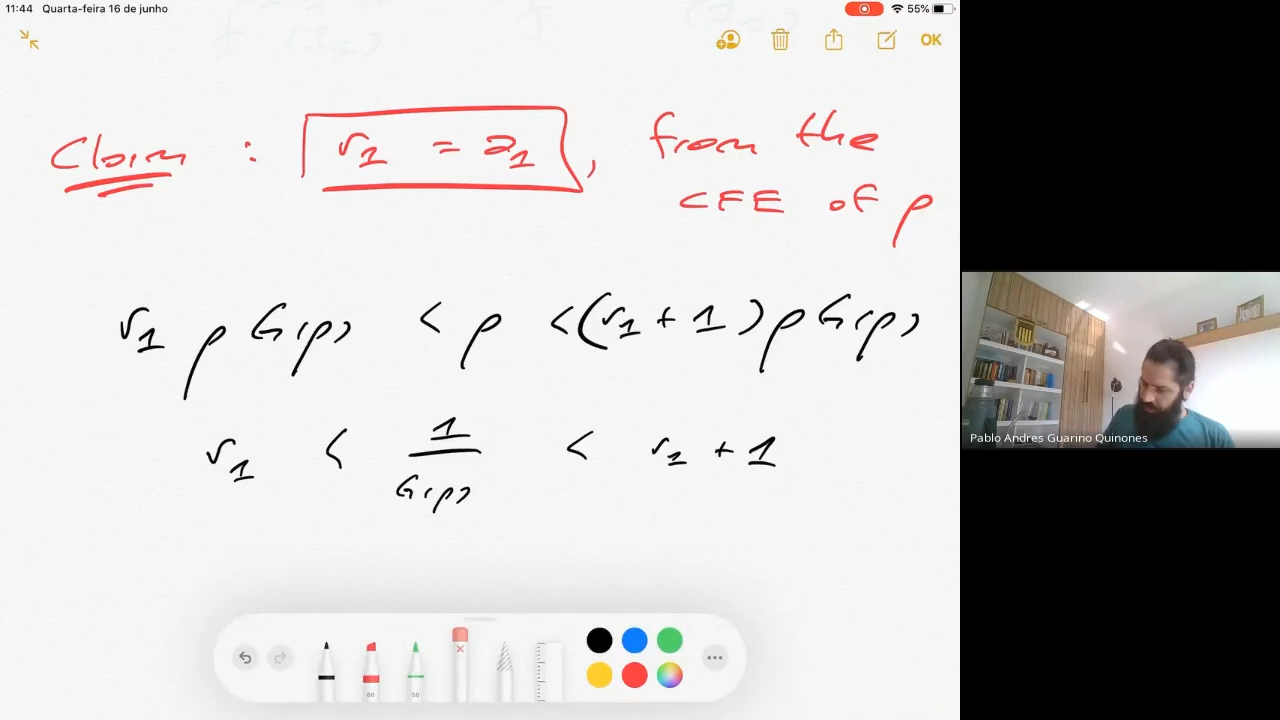 11:44 Quarta-feira 16 de junho
55%
OK
Claim : r₁ = a₁, from the
CFE of ρ
r₁ ρ G(ρ) < ρ < (r₁ + 1) ρ G(ρ)
r₁ < 1/G(ρ) < r₁ + 1
Pablo Andres Guarino Quinones